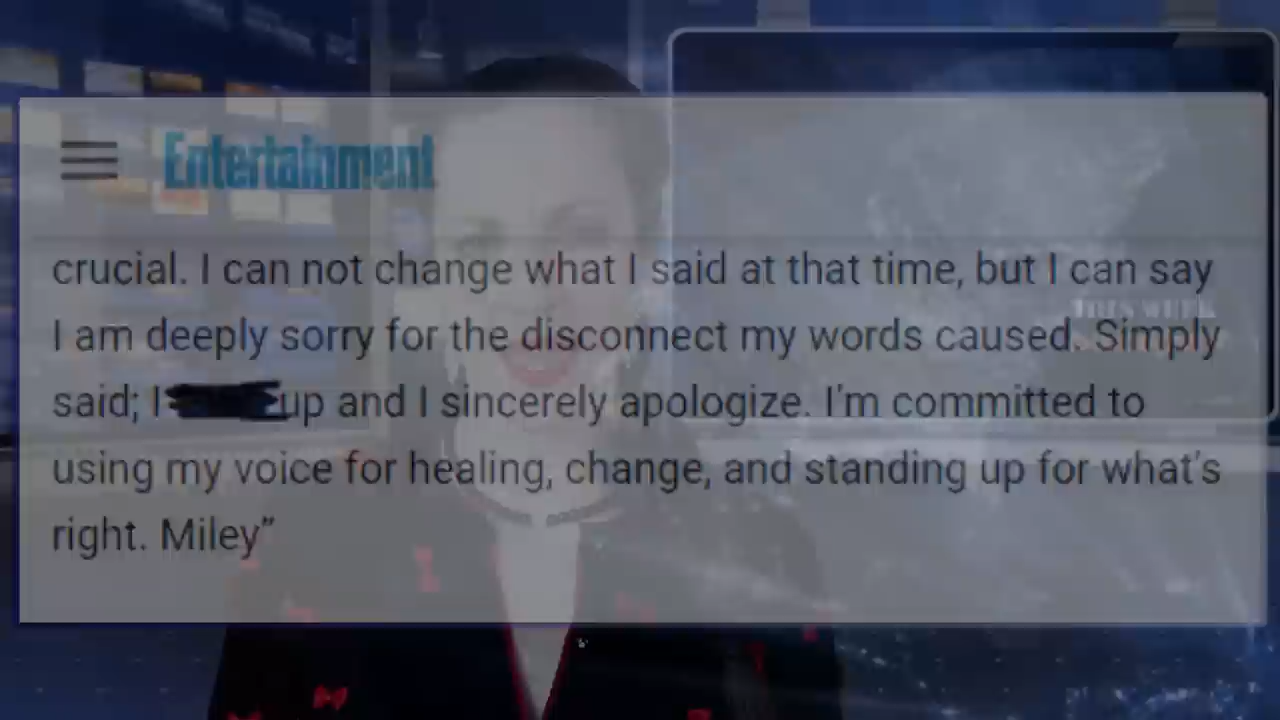 Entertainment
crucial. I can not change what I said at that time, but I can say
I am deeply sorry for the disconnect my words caused. Simply
said; I up and I sincerely apologize. I'm committed to
using my voice for healing, change, and standing up for what's
right. Miley”